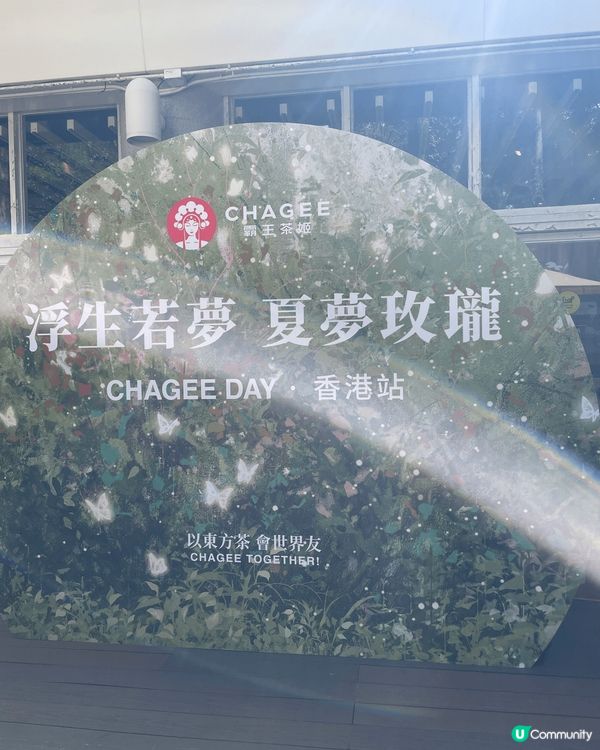 CHAGEE
霸王茶姬
浮生若夢 夏夢玫瓏
CHAGEE DAY · 香港站
以東方茶 會世界友
CHAGEE TOGETHER!
U Community